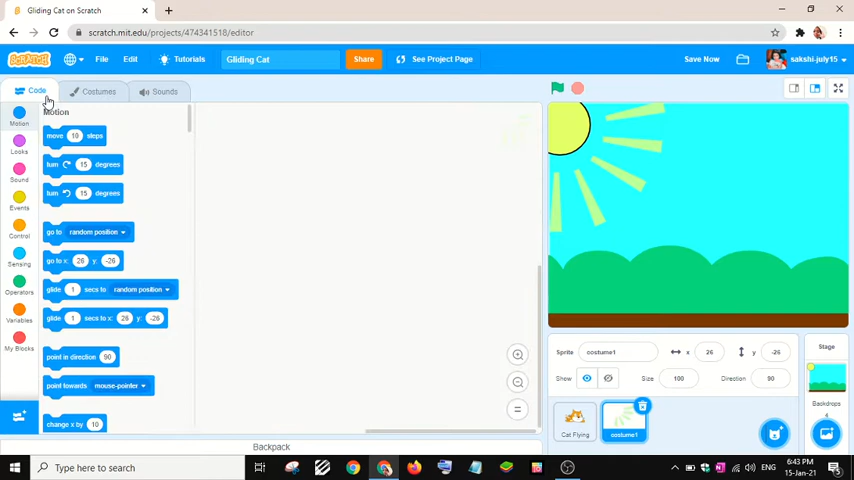 Gliding Cat on Scratch
scratch.mit.edu/projects/474341518/editor
SCRATCH
File
Edit
Tutorials
Gliding Cat
Share
See Project Page
Save Now
sakshi-july15
Code
Costumes
Sounds
Motion
Looks
Sound
Events
Control
Sensing
Operators
Variables
My Blocks
Motion
move 10 steps
turn 15 degrees
turn 15 degrees
go to random position
go to x: 26 y: -26
glide 1 secs to random position
glide 1 secs to x: 26 y: -26
point in direction 90
point towards mouse-pointer
change x by 10
Backpack
Sprite costume1 x 26 y -26
Show Size 100 Direction 90
Cat Flying
costume1
Stage
Backdrops
4
Type here to search
ENG
6:43 PM
15-Jan-21